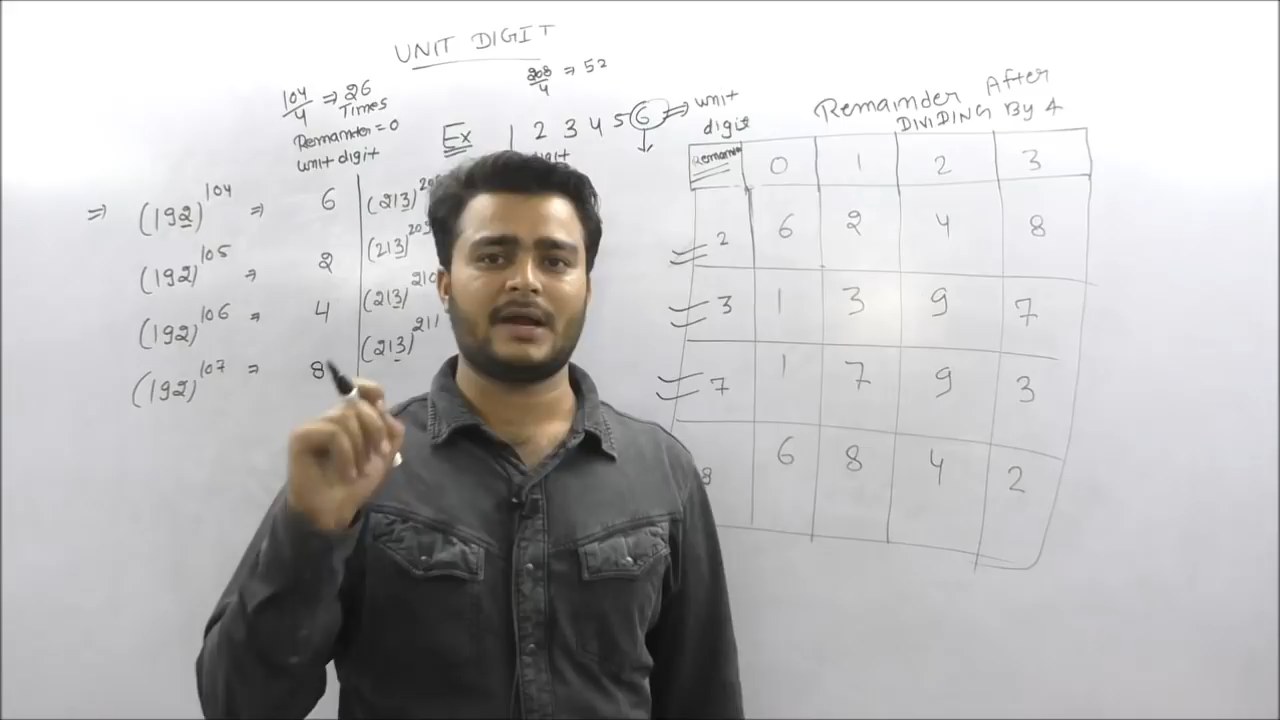 UNIT DIGIT
104/4 ⇒ 26 Times
Remainder = 0
unit digit
208/4 ⇒ 52
Ex 1 2 3 4 5 6 ⇒ unit digit
⇒ (192)^104 ⇒ 6
(192)^105 ⇒ 2
(192)^106 = 4
(192)^107 ⇒ 8
(213)
(213)
(213)^210
(213)^211
Remainder After
DIVIDING By 4
0 1 2 3
2 6 2 4 8
3 1 3 9 7
7 1 7 9 3
8 6 8 4 2